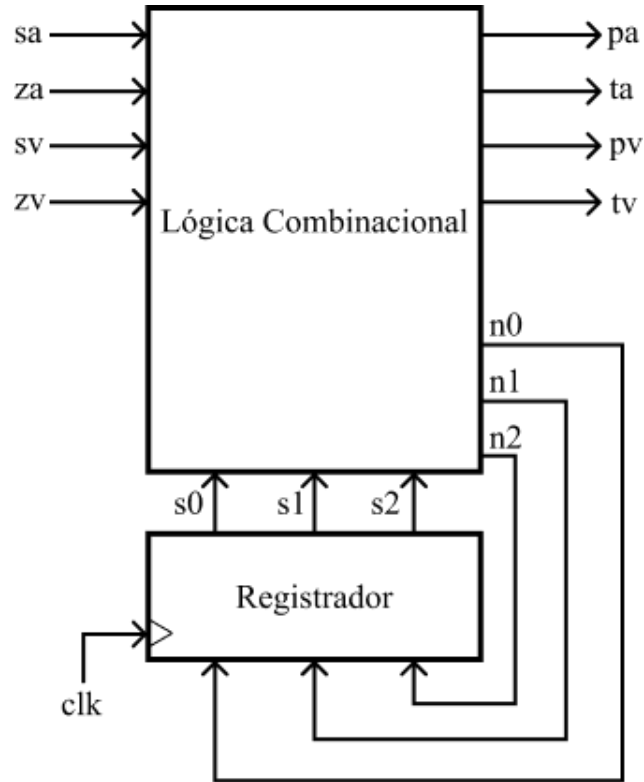 sa
pa
za
ta
sv
pv
zv
tv
Lógica Combinacional
n0
n1
n2
s0
s1
s2
Registrador
clk